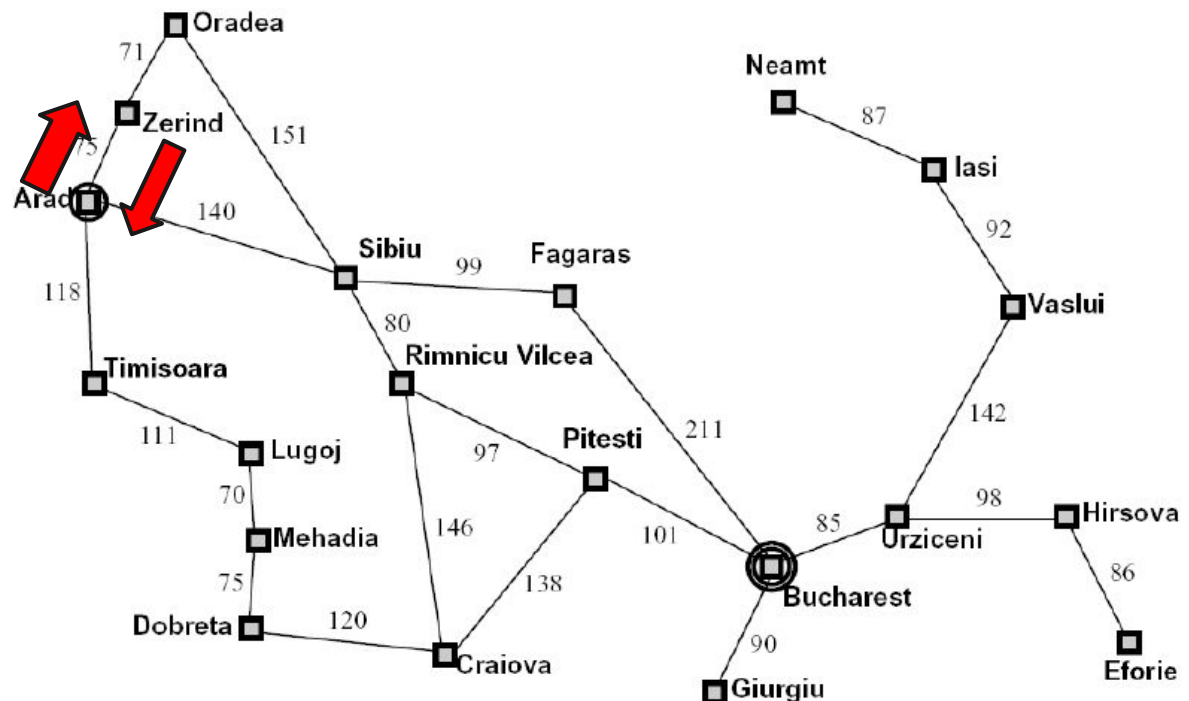 Oradea
71
Neamt
Zerind
87
75
151
Iasi
Arad
140
92
Sibiu
99
Fagaras
118
80
Vaslui
Timisoara
Rimnicu Vilcea
142
111
Lugoj
97
Pitesti
211
70
98
Hirsova
146
101
85
Urziceni
Mehadia
75
138
86
Bucharest
Dobreta
120
90
Craiova
Eforie
Giurgiu